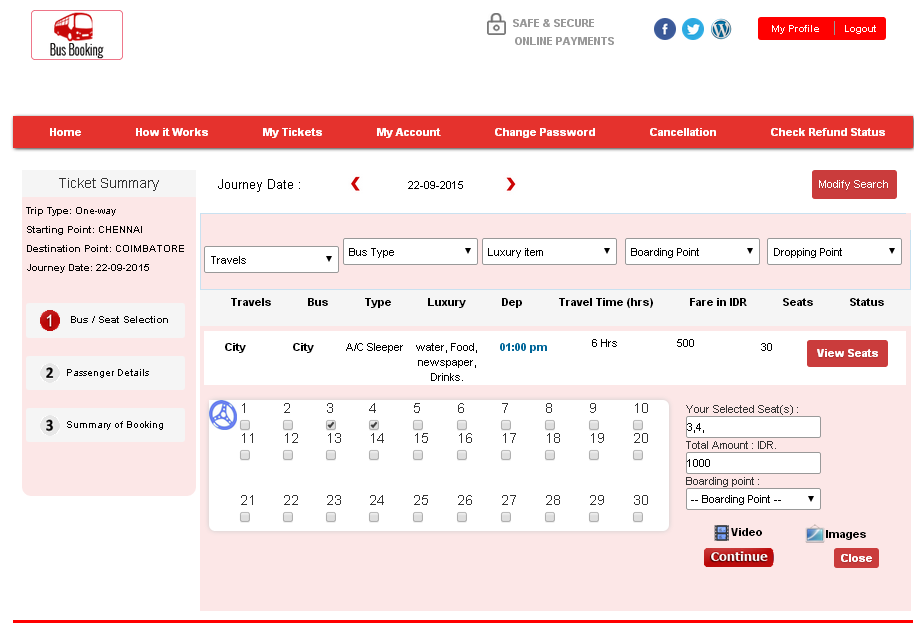 Bus Booking
SAFE & SECURE
ONLINE PAYMENTS
My Profile | Logout
Home How it Works My Tickets My Account Change Password Cancellation Check Refund Status
Ticket Summary
Trip Type: One-way
Starting Point: CHENNAI
Destination Point: COIMBATORE
Journey Date: 22-09-2015
1 Bus / Seat Selection
2 Passenger Details
3 Summary of Booking
Journey Date : 22-09-2015 Modify Search
Travels Bus Type Luxury item Boarding Point Dropping Point
Travels Bus Type Luxury Dep Travel Time (hrs) Fare in IDR Seats Status
City City A/C Sleeper water, Food, 01:00 pm 6 Hrs 500 30 View Seats
newspaper,
Drinks.
1 2 3 4 5 6 7 8 9 10
11 12 13 14 15 16 17 18 19 20
21 22 23 24 25 26 27 28 29 30
Your Selected Seat(s) :
3,4,
Total Amount : IDR.
1000
Boarding point :
-- Boarding Point --
Video Images
Continue Close